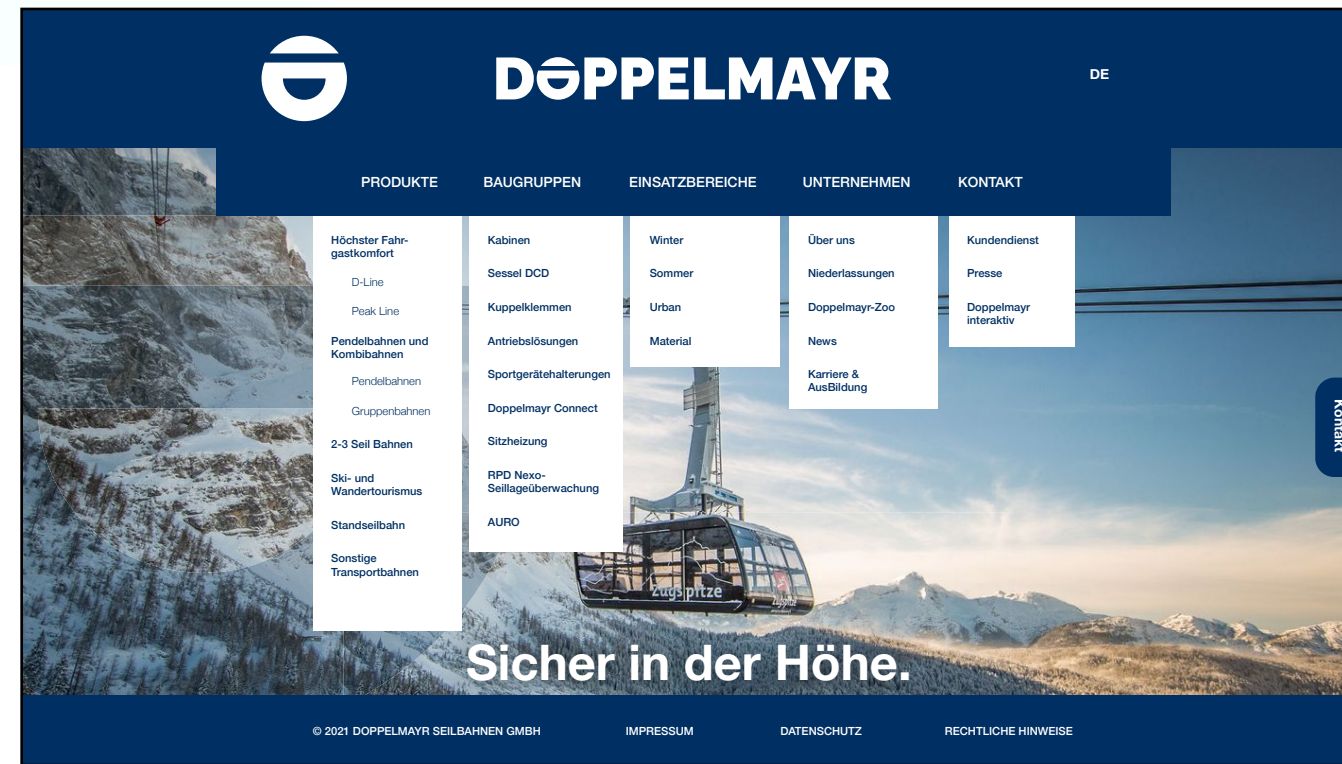 DOPPELMAYR
DE
PRODUKTE
BAUGRUPPEN
EINSATZBEREICHE
UNTERNEHMEN
KONTAKT
Höchster Fahr-
gastkomfort
D-Line
Peak Line
Pendelbahnen und
Kombibahnen
Pendelbahnen
Gruppenbahnen
2-3 Seil Bahnen
Ski- und
Wandertourismus
Standseilbahn
Sonstige
Transportbahnen
Kabinen
Sessel DCD
Kuppelklemmen
Antriebslösungen
Sportgerätehalterungen
Doppelmayr Connect
Sitzheizung
RPD Nexo-
Seillageüberwachung
AURO
Winter
Sommer
Urban
Material
Über uns
Niederlassungen
Doppelmayr-Zoo
News
Karriere &
AusBildung
Kundendienst
Presse
Doppelmayr
interaktiv
Kontakt
Zugspitze
Zugspitze
Sicher in der Höhe.
© 2021 DOPPELMAYR SEILBAHNEN GMBH
IMPRESSUM
DATENSCHUTZ
RECHTLICHE HINWEISE